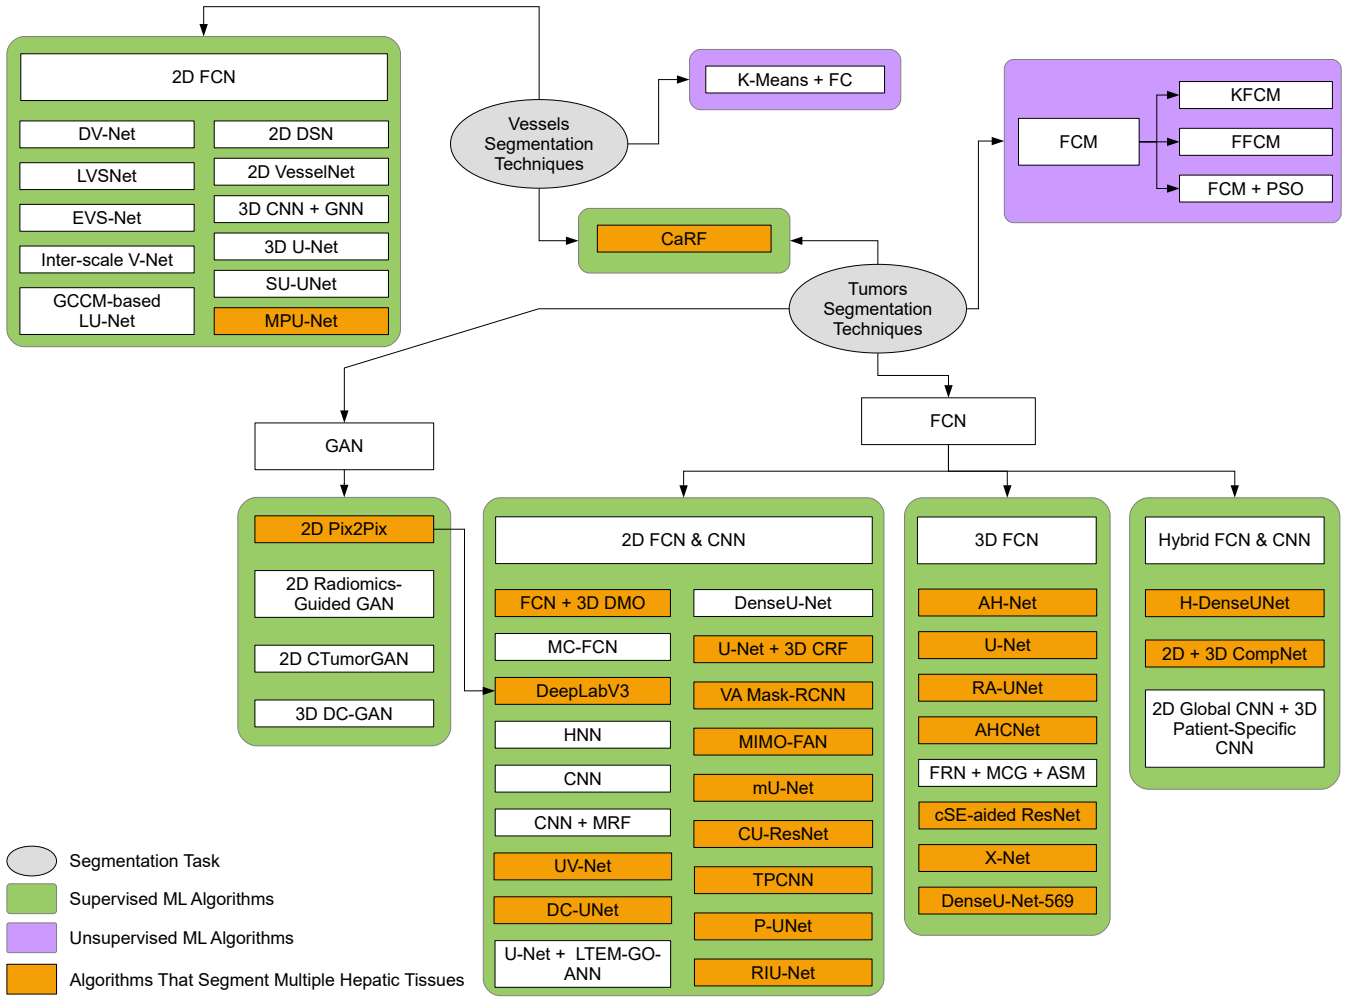 2D FCN
DV-Net
LVSNet
EVS-Net
Inter-scale V-Net
GCCM-based
LU-Net
2D DSN
2D VesselNet
3D CNN + GNN
3D U-Net
SU-UNet
MPU-Net
Vessels
Segmentation
Techniques
K-Means + FC
CaRF
FCM
KFCM
FFCM
FCM + PSO
Tumors
Segmentation
Techniques
GAN
2D Pix2Pix
2D Radiomics-
Guided GAN
2D CTumorGAN
3D DC-GAN
FCN
2D FCN & CNN
FCN + 3D DMO
MC-FCN
DeepLabV3
HNN
CNN
CNN + MRF
UV-Net
DC-UNet
U-Net + LTEM-GO-
ANN
DenseU-Net
U-Net + 3D CRF
VA Mask-RCNN
MIMO-FAN
mU-Net
CU-ResNet
TPCNN
P-UNet
RIU-Net
3D FCN
AH-Net
U-Net
RA-UNet
AHCNet
FRN + MCG + ASM
cSE-aided ResNet
X-Net
DenseU-Net-569
Hybrid FCN & CNN
H-DenseUNet
2D + 3D CompNet
2D Global CNN + 3D
Patient-Specific
CNN
Segmentation Task
Supervised ML Algorithms
Unsupervised ML Algorithms
Algorithms That Segment Multiple Hepatic Tissues